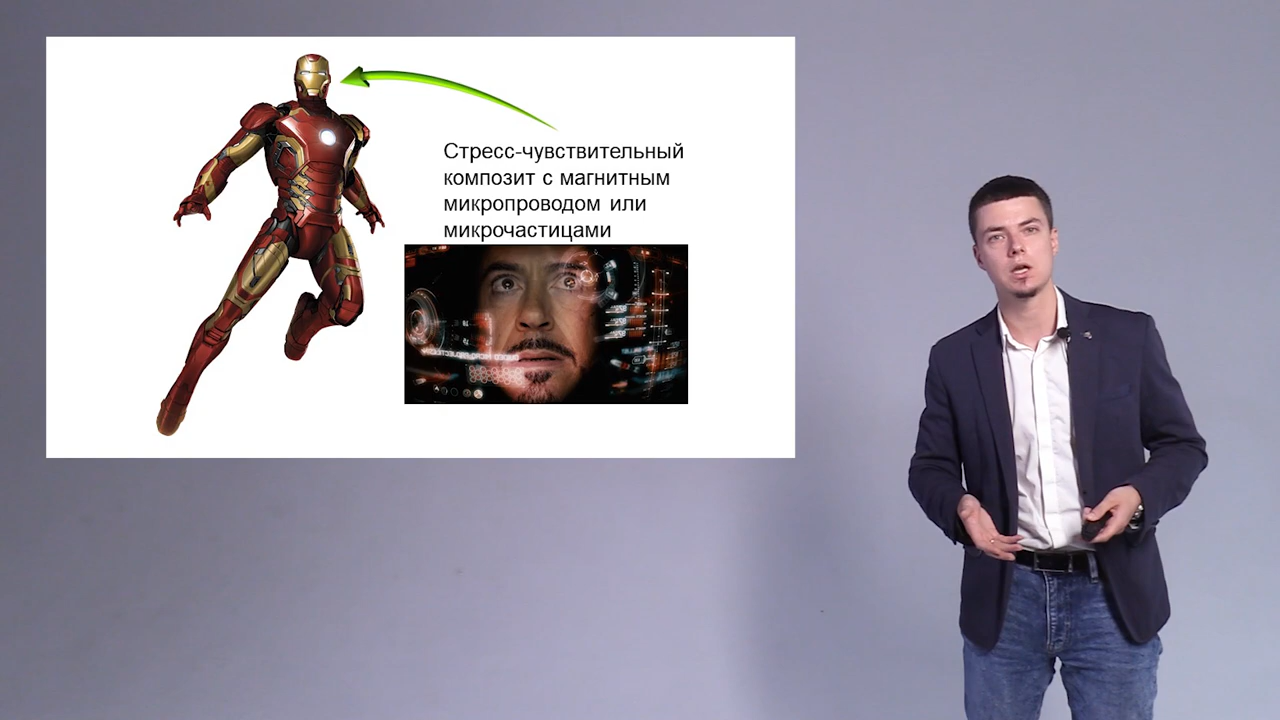 Стресс-чувствительный
композит с магнитным
микропроводом или
микрочастицами